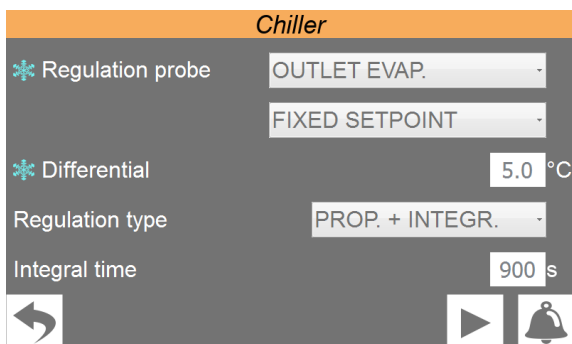 Chiller
Regulation probe OUTLET EVAP.
FIXED SETPOINT
Differential 5.0 °C
Regulation type PROP. + INTEGR.
Integral time 900 s